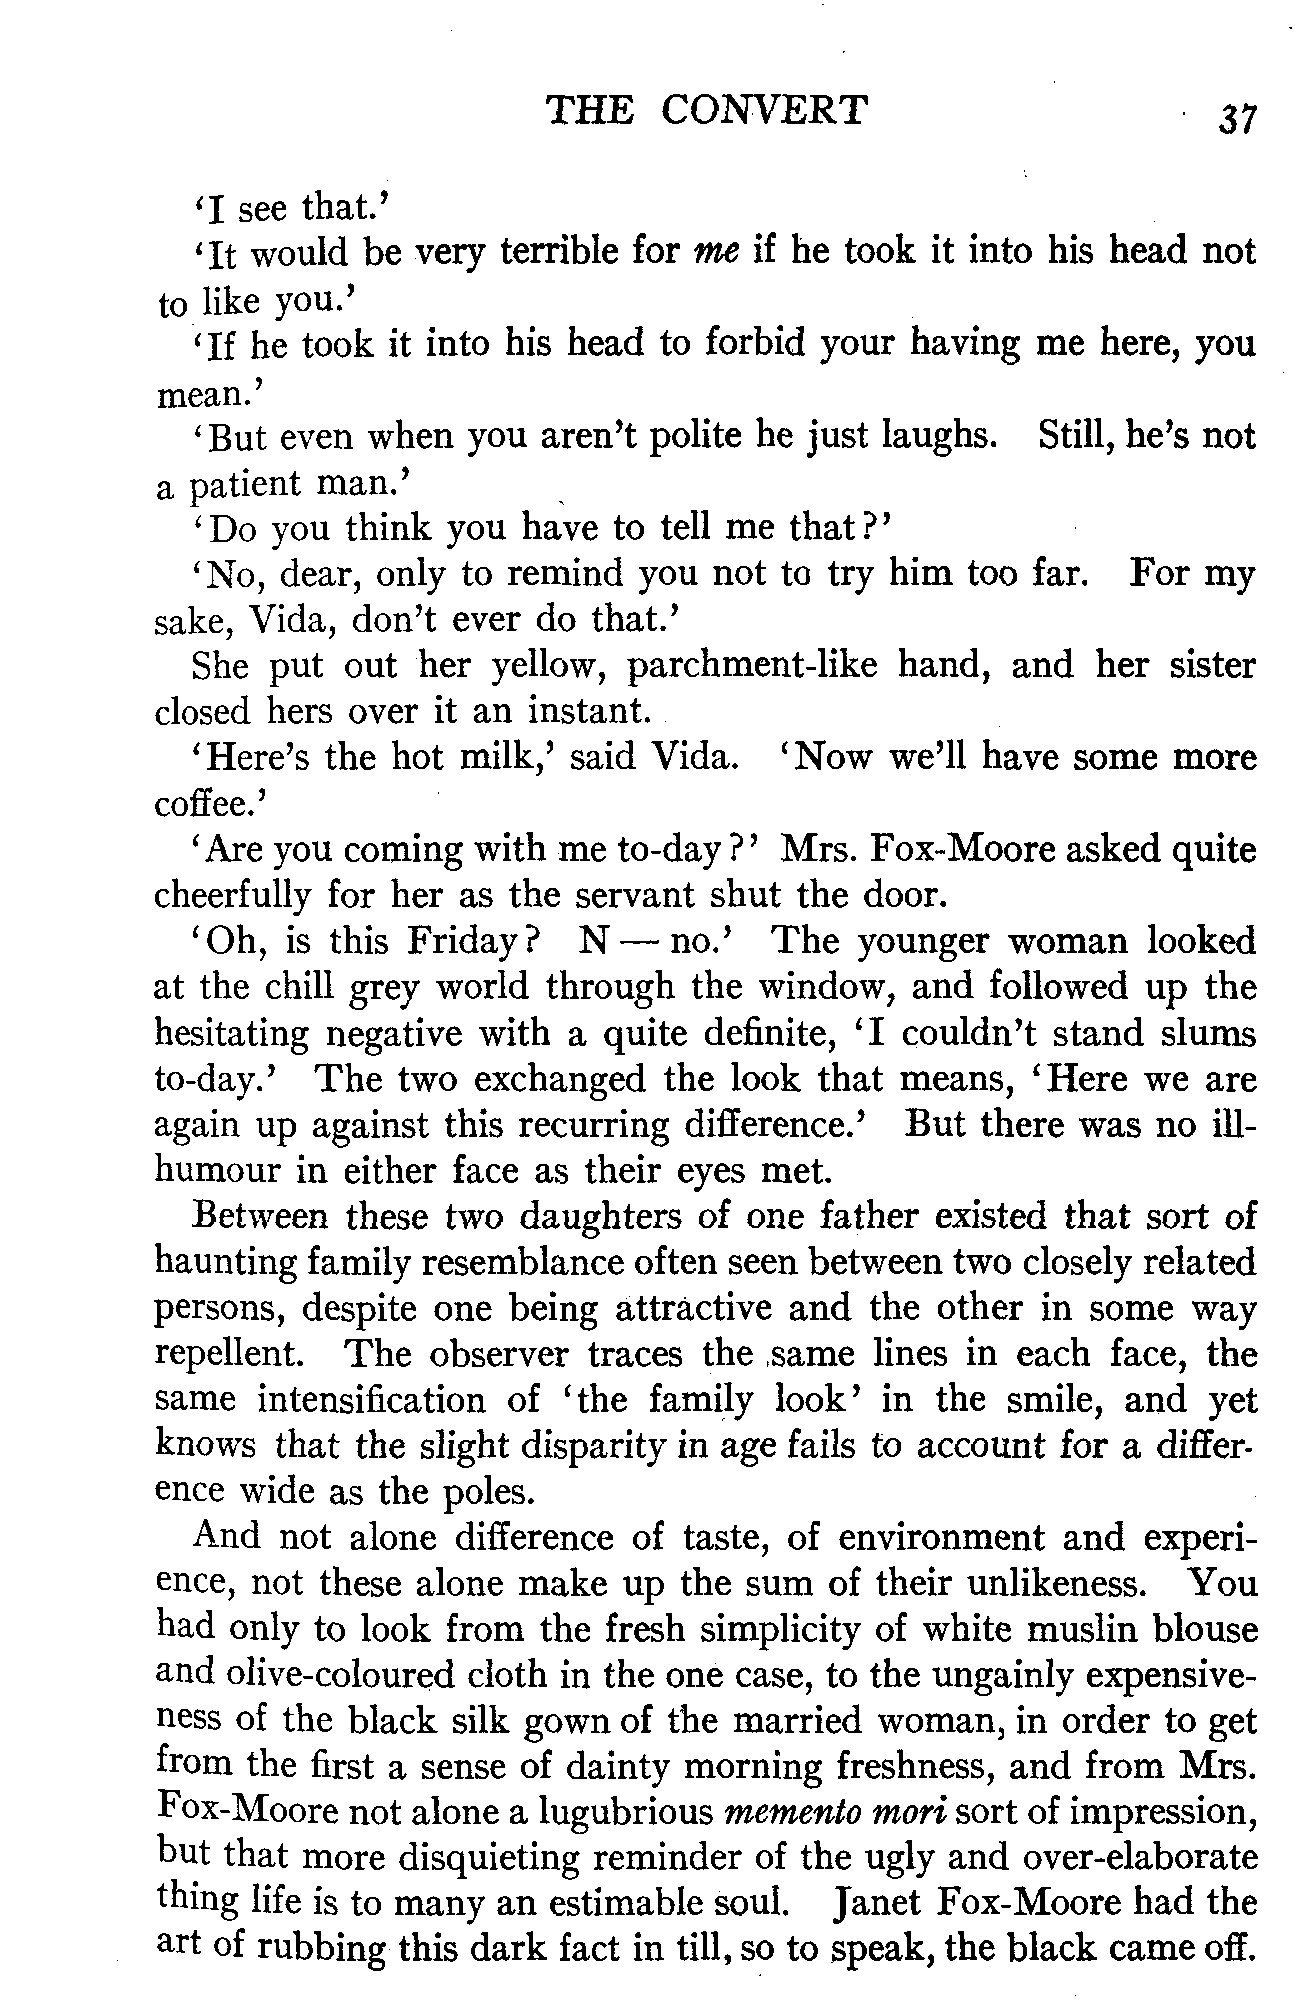 THE CONVERT 37
'I see that.'
'It would be very terrible for me if he took it into his head not
to like you.'
'If he took it into his head to forbid your having me here, you
mean.'
'But even when you aren't polite he just laughs. Still, he's not
a patient man.'
'Do you think you have to tell me that?'
'No, dear, only to remind you not to try him too far. For my
sake, Vida, don't ever do that.'
She put out her yellow, parchment-like hand, and her sister
closed hers over it an instant.
'Here's the hot milk,' said Vida. 'Now we'll have some more
coffee.'
'Are you coming with me to-day?' Mrs. Fox-Moore asked quite
cheerfully for her as the servant shut the door.
'Oh, is this Friday? N — no.' The younger woman looked
at the chill grey world through the window, and followed up the
hesitating negative with a quite definite, 'I couldn't stand slums
to-day.' The two exchanged the look that means, 'Here we are
again up against this recurring difference.' But there was no ill-
humour in either face as their eyes met.
Between these two daughters of one father existed that sort of
haunting family resemblance often seen between two closely related
persons, despite one being attractive and the other in some way
repellent. The observer traces the same lines in each face, the
same intensification of 'the family look' in the smile, and yet
knows that the slight disparity in age fails to account for a differ-
ence wide as the poles.
And not alone difference of taste, of environment and experi-
ence, not these alone make up the sum of their unlikeness. You
had only to look from the fresh simplicity of white muslin blouse
and olive-coloured cloth in the one case, to the ungainly expensive-
ness of the black silk gown of the married woman, in order to get
from the first a sense of dainty morning freshness, and from Mrs.
Fox-Moore not alone a lugubrious memento mori sort of impression,
but that more disquieting reminder of the ugly and over-elaborate
thing life is to many an estimable soul. Janet Fox-Moore had the
art of rubbing this dark fact in till, so to speak, the black came off.